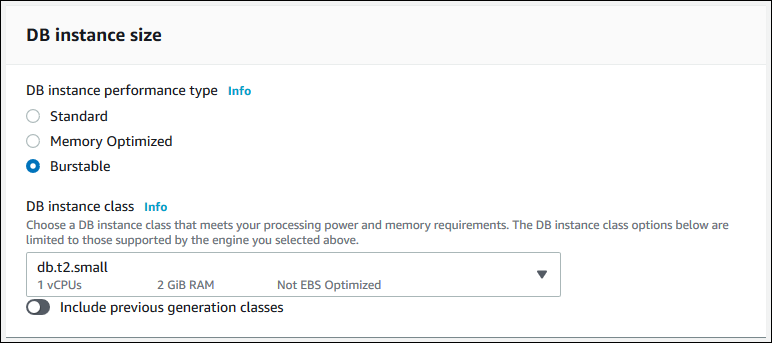 DB instance size
DB instance performance type Info
Standard
Memory Optimized
Burstable
DB instance class Info
Choose a DB instance class that meets your processing power and memory requirements. The DB instance class options below are
limited to those supported by the engine you selected above.
db.t2.small
1 vCPUs 2 GiB RAM Not EBS Optimized
Include previous generation classes